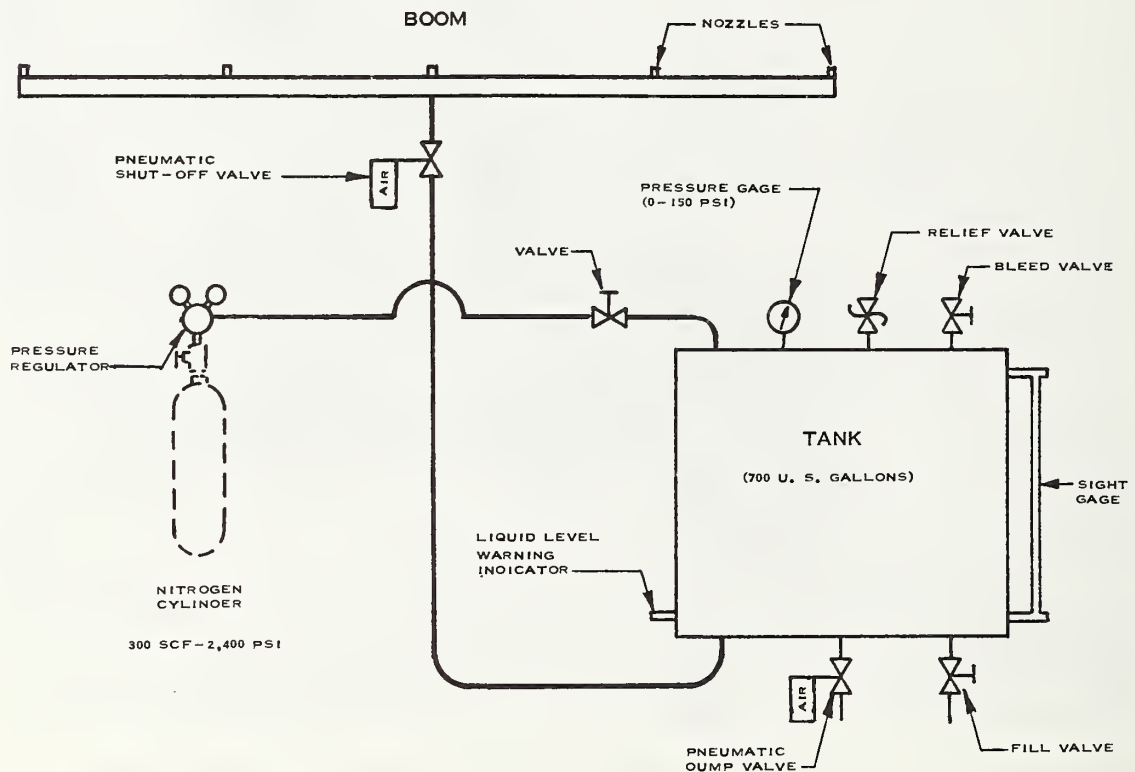 BOOM
NOZZLES
PNEUMATIC
SHUT-OFF VALVE
AIR
PRESSURE GAGE
(0-150 PSI)
RELIEF VALVE
VALVE
BLEED VALVE
PRESSURE
REGULATOR
TANK
(700 U. S. GALLONS)
SIGHT
GAGE
LIQUID LEVEL
WARNING
INDICATOR
NITROGEN
CYLINOER
300 SCF-2,400 PSI
AIR
PNEUMATIC
OUMP VALVE
FILL VALVE